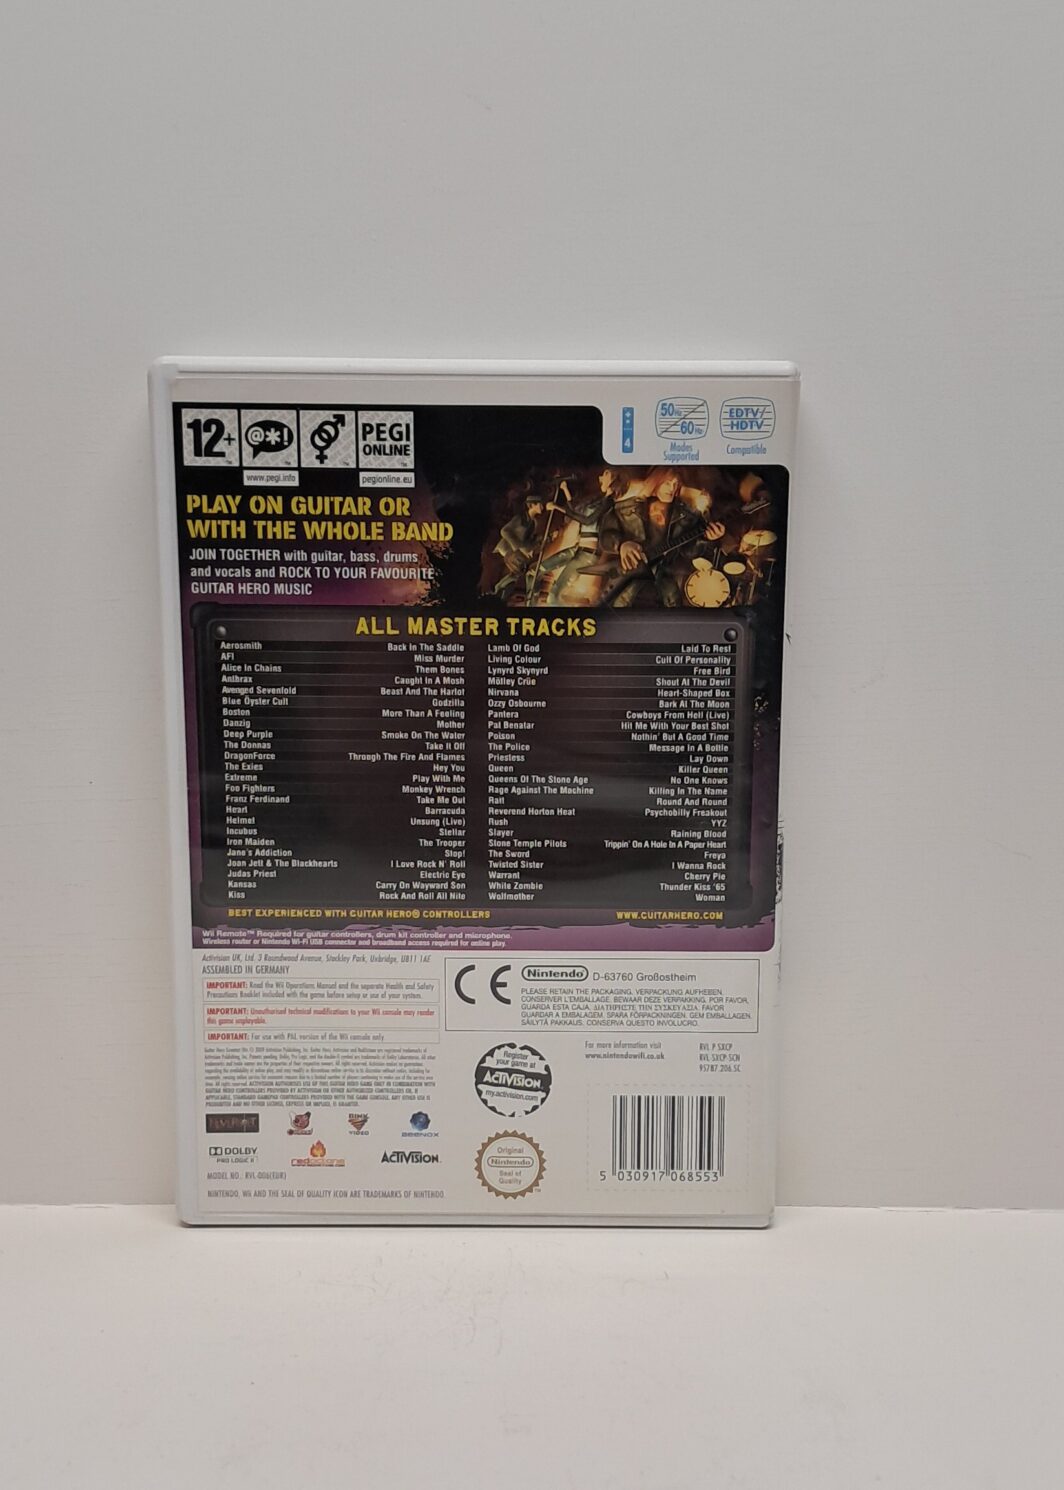 12+
@*!
PEGI
ONLINE
www.pegi.info
pegionline.eu
4
50Hz
60Hz
Modes
Supported
EDTV/
HDTV
Compatible
PLAY ON GUITAR OR
WITH THE WHOLE BAND
JOIN TOGETHER with guitar, bass, drums
and vocals and ROCK TO YOUR FAVOURITE
GUITAR HERO MUSIC
ALL MASTER TRACKS
Aerosmith Back In The Saddle
AFI Miss Murder
Alice In Chains Them Bones
Anthrax Caught In A Mosh
Avenged Sevenfold Beast And The Harlot
Blue Öyster Cult Godzilla
Boston More Than A Feeling
Danzig Mother
Deep Purple Smoke On The Water
The Donnas Take It Off
DragonForce Through The Fire And Flames
The Exies Hey You
Extreme Play With Me
Foo Fighters Monkey Wrench
Franz Ferdinand Take Me Out
Heart Barracuda
Helmet Unsung (Live)
Incubus Stellar
Iron Maiden The Trooper
Jane's Addiction Stop!
Joan Jett & The Blackhearts I Love Rock N' Roll
Judas Priest Electric Eye
Kansas Carry On Wayward Son
Kiss Rock And Roll All Nite
Lamb Of God Laid To Rest
Living Colour Cult Of Personality
Lynyrd Skynyrd Free Bird
Mötley Crüe Shout At The Devil
Nirvana Heart-Shaped Box
Ozzy Osbourne Bark At The Moon
Pantera Cowboys From Hell (Live)
Pat Benatar Hit Me With Your Best Shot
Poison Nothin' But A Good Time
The Police Message In A Bottle
Priestess Lay Down
Queen Killer Queen
Queens Of The Stone Age No One Knows
Rage Against The Machine Killing In The Name
Ratt Round And Round
Reverend Horton Heat Psychobilly Freakout
Rush YYZ
Slayer Raining Blood
Stone Temple Pilots Trippin' On A Hole In A Paper Heart
The Sword Freya
Twisted Sister I Wanna Rock
Warrant Cherry Pie
White Zombie Thunder Kiss '65
Wolfmother Woman
BEST EXPERIENCED WITH GUITAR HERO® CONTROLLERS
WWW.GUITARHERO.COM
Wii Remote™ Required for guitar controllers, drum kit controller and microphone.
Wireless router or Nintendo Wi-Fi USB connector and broadband access required for online play.
Activision UK, Ltd. 3 Roundwood Avenue, Stockley Park, Uxbridge, UB11 1AF
ASSEMBLED IN GERMANY
IMPORTANT: Read the Wii Operations Manual and the separate Health and Safety
Precautions Booklet included with the game before setup or use of your system.
IMPORTANT: Unauthorised technical modifications to your Wii console may render
this game unplayable.
IMPORTANT: For use with PAL version of the Wii console only.
CE
Nintendo D-63760 Großostheim
PLEASE RETAIN THE PACKAGING. VERPACKUNG AUFHEBEN.
CONSERVER L'EMBALLAGE. BEWAAR DEZE VERPAKKING. POR FAVOR,
GUARDA ESTA CAJA. ΔΙΑΤΗΡΗΣΤΕ ΤΗΝ ΣΥΣΚΕΥΑΣΙΑ. FAVOR
GUARDAR A EMBALAGEM. SPARA FÖRPACKNINGEN. GEM EMBALLAGEN.
SÄILYTÄ PAKKAUS. CONSERVA QUESTO INVOLUCRO.
Register
your game at
ACTIVISION
my.activision.com
For more information visit
www.nintendowifi.co.uk
RVL P SXCP
RVL SXCP-SCN
95787.206.SC
BINK
VIDEO
BEENOX
DOLBY
PRO LOGIC II
redoctane
ACTIVISION
MODEL NO.: RVL-006(EUR)
NINTENDO, Wii AND THE SEAL OF QUALITY ICON ARE TRADEMARKS OF NINTENDO.
Original
Nintendo
Seal of
Quality
TM
5 030917 068553